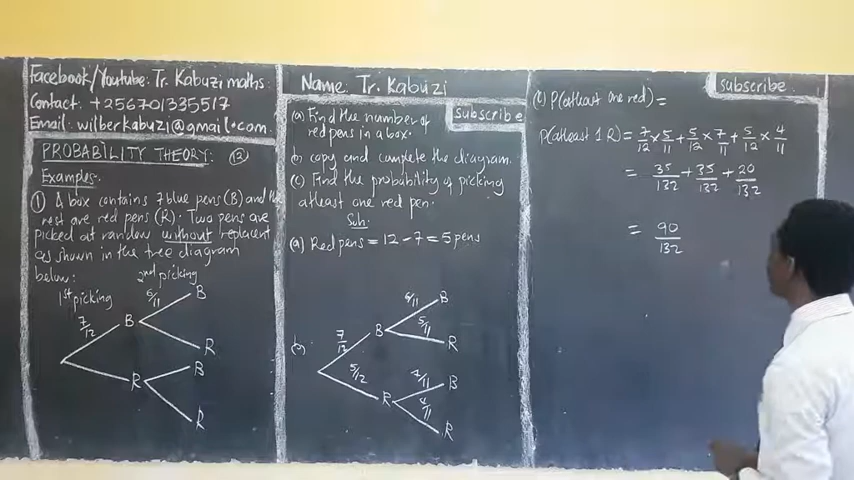 Facebook/Youtube: Tr. Kabuzi maths.
Contact: +256701335517
Email: wilberkabuzi@gmail.com
PROBABILITY THEORY: (12)
Examples:
① A box contains 7 blue pens (B) and the
rest are red pens (R). Two pens are
picked at random without replacent
as shown in the tree diagram
below:
2nd picking
1st picking
6/11 B
7/12 B
R
B
R
R
Name: Tr. Kabuzi
subscribe
(a) Find the number of
red pens in a box.
(b) copy and complete the diagram.
(c) Find the probability of picking
atleast one red pen.
Soln.
(a) Red pens = 12 - 7 = 5 pens
6/11 B
7/12 B
5/11 R
(b)
5/12 R
7/11 B
4/11 R
subscribe
(c) P(atleast one red) =
P(atleast 1 R) = 7/12 × 5/11 + 5/12 × 7/11 + 5/12 × 4/11
= 35/132 + 35/132 + 20/132
= 90/132